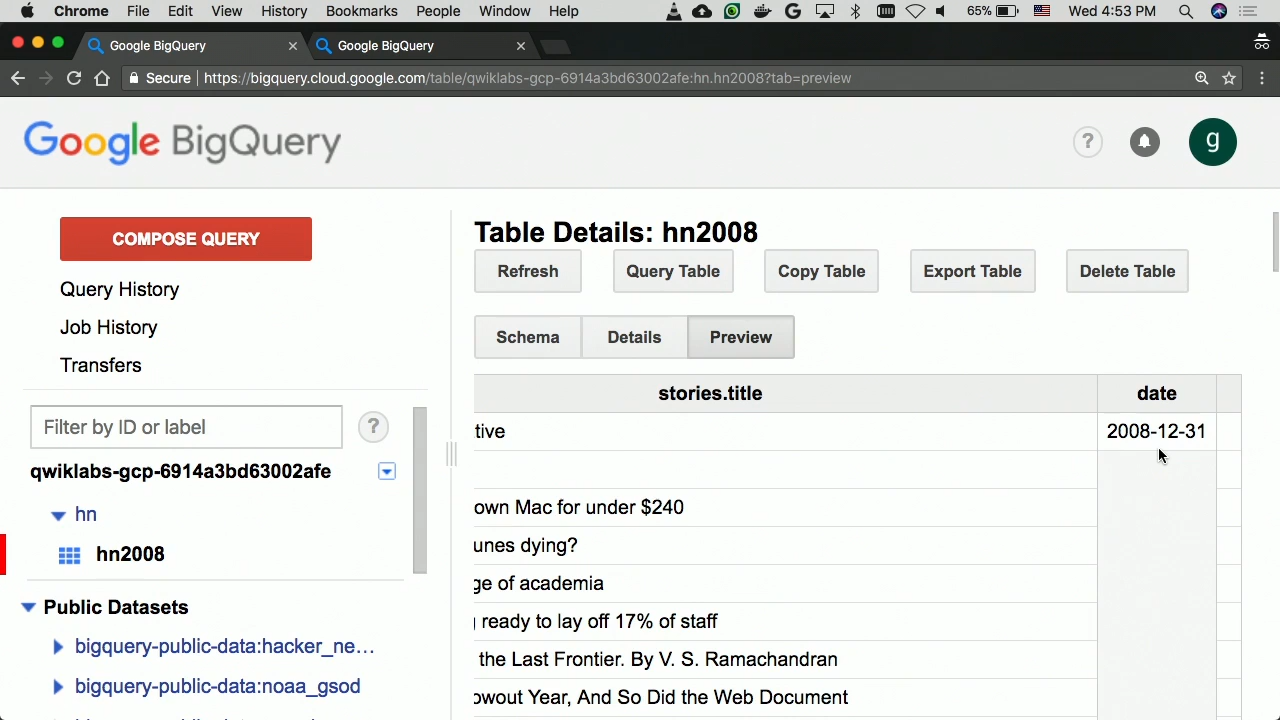 Chrome File Edit View History Bookmarks People Window Help 65% Wed 4:53 PM
Google BigQuery Google BigQuery
Secure https://bigquery.cloud.google.com/table/qwiklabs-gcp-6914a3bd63002afe:hn.hn2008?tab=preview
Google BigQuery
? g
COMPOSE QUERY
Query History
Job History
Transfers
Filter by ID or label ?
qwiklabs-gcp-6914a3bd63002afe
hn
hn2008
Public Datasets
bigquery-public-data:hacker_ne...
bigquery-public-data:noaa_gsod
Table Details: hn2008
Refresh Query Table Copy Table Export Table Delete Table
Schema Details Preview
stories.title date
tive 2008-12-31
own Mac for under $240
unes dying?
ge of academia
ready to lay off 17% of staff
the Last Frontier. By V. S. Ramachandran
owout Year, And So Did the Web Document